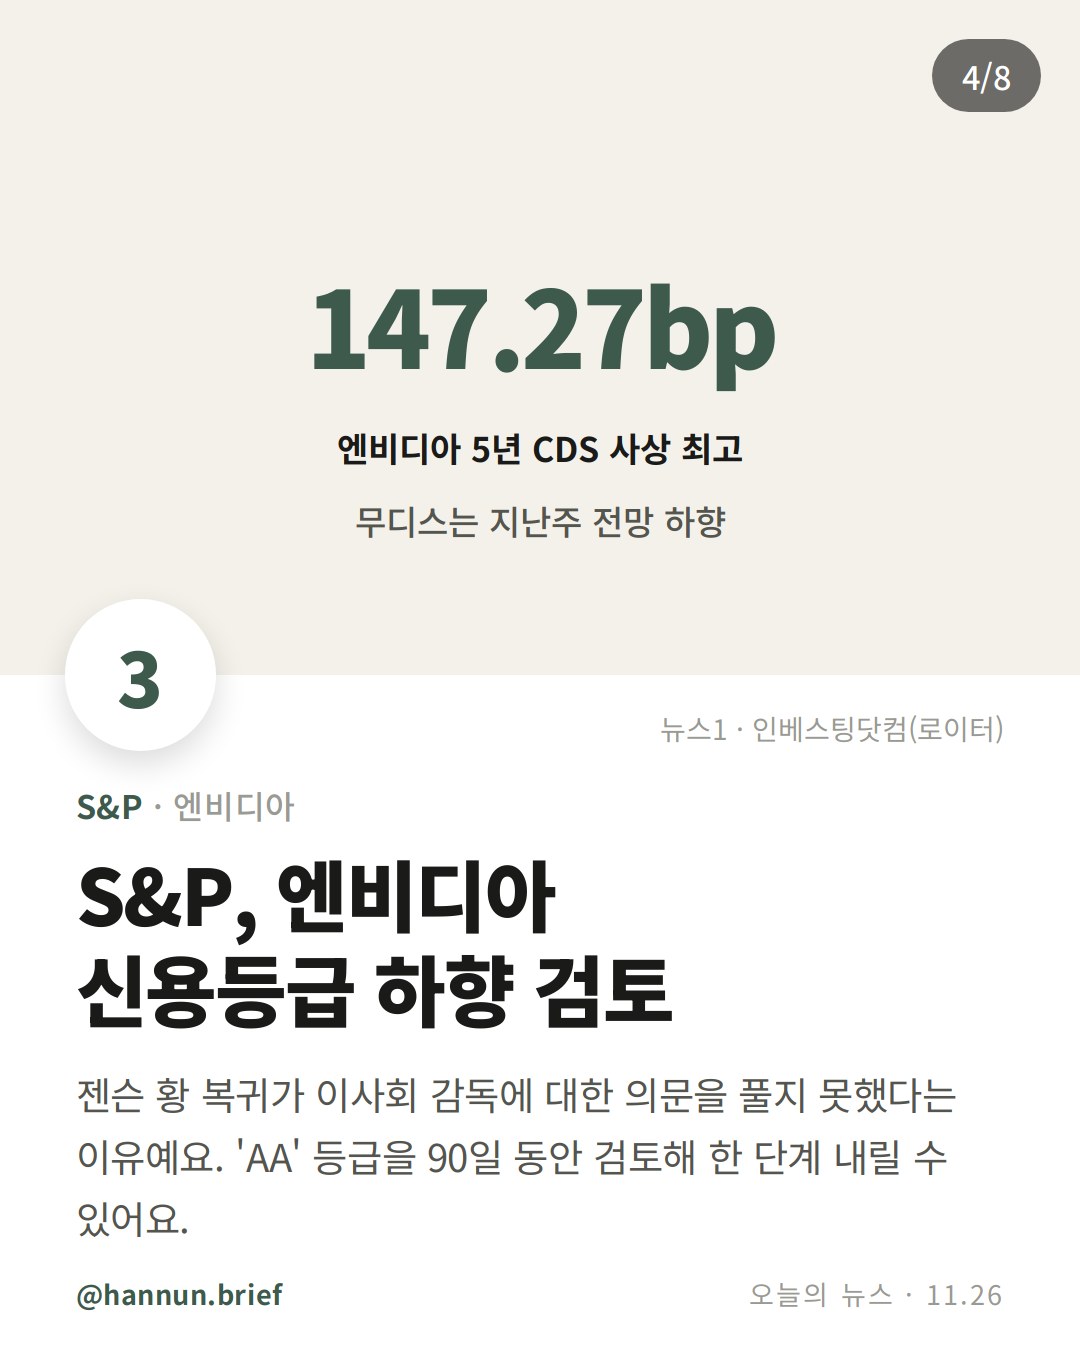 4/8
147.27bp
엔비디아 5년 CDS 사상 최고
무디스는 지난주 전망 하향
3
뉴스1 · 인베스팅닷컴(로이터)
S&P · 엔비디아
S&P, 엔비디아
신용등급 하향 검토
젠슨 황 복귀가 이사회 감독에 대한 의문을 풀지 못했다는
이유예요. 'AA' 등급을 90일 동안 검토해 한 단계 내릴 수
있어요.
@hannun.brief
오늘의 뉴스 · 11.26